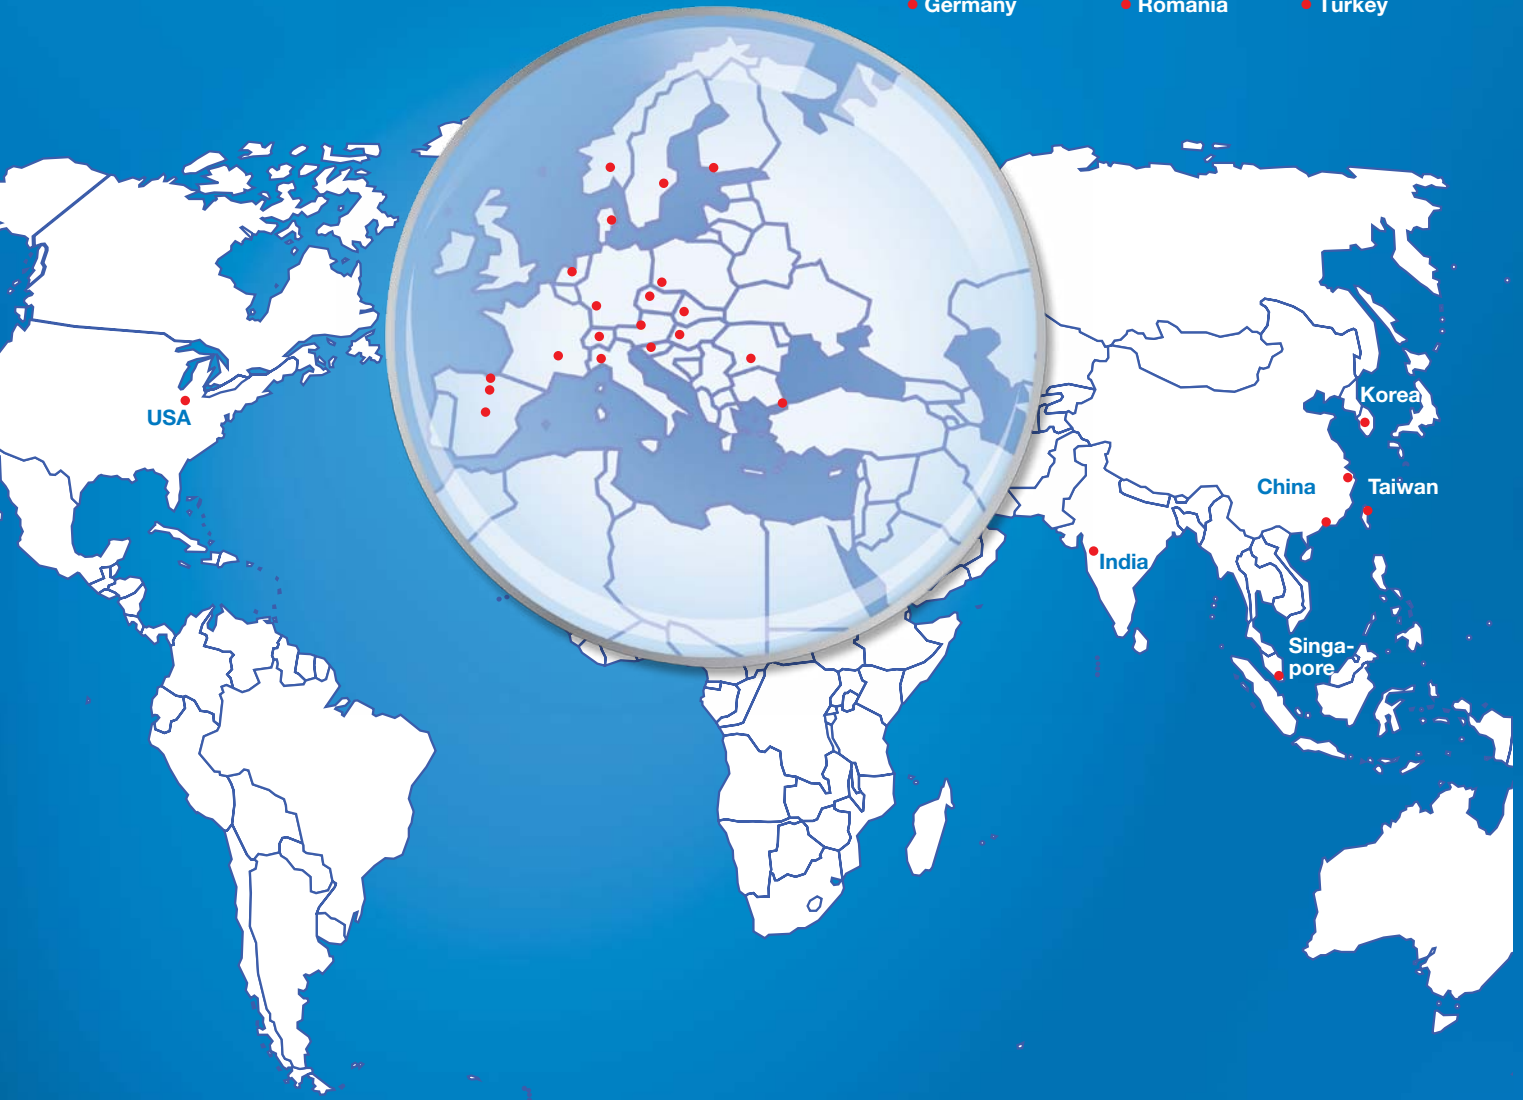 Germany
Romania
Turkey
USA
Korea
China
Taiwan
India
Singa-
pore